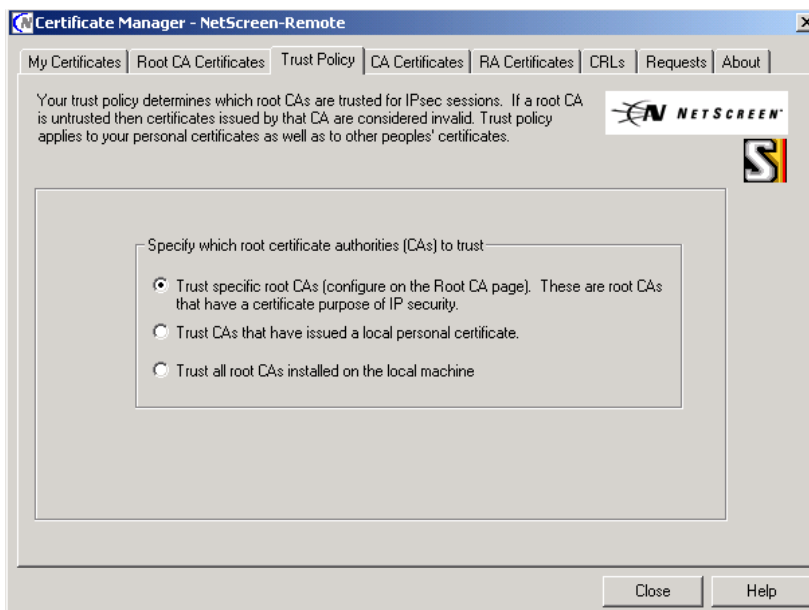 Certificate Manager - NetScreen-Remote
My Certificates Root CA Certificates Trust Policy CA Certificates RA Certificates CRLs Requests About
Your trust policy determines which root CAs are trusted for IPsec sessions. If a root CA
is untrusted then certificates issued by that CA are considered invalid. Trust policy
applies to your personal certificates as well as to other peoples' certificates.
NETSCREEN
Specify which root certificate authorities (CAs) to trust
Trust specific root CAs (configure on the Root CA page). These are root CAs
that have a certificate purpose of IP security.
Trust CAs that have issued a local personal certificate.
Trust all root CAs installed on the local machine
Close Help